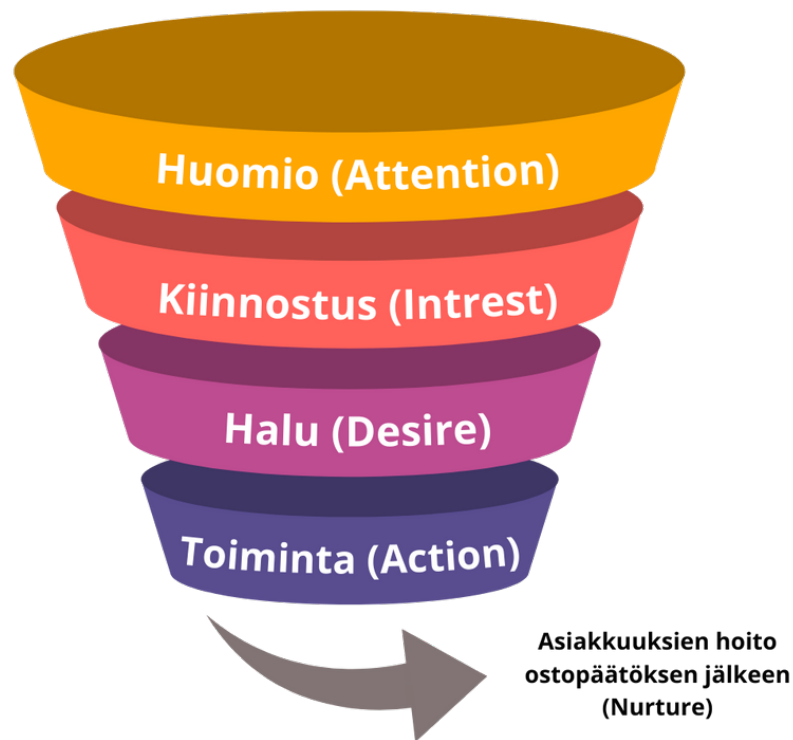 Huomio (Attention)
Kiinnostus (Intrest)
Halu (Desire)
Toiminta (Action)
Asiakkuuksien hoito
ostopäätöksen jälkeen
(Nurture)